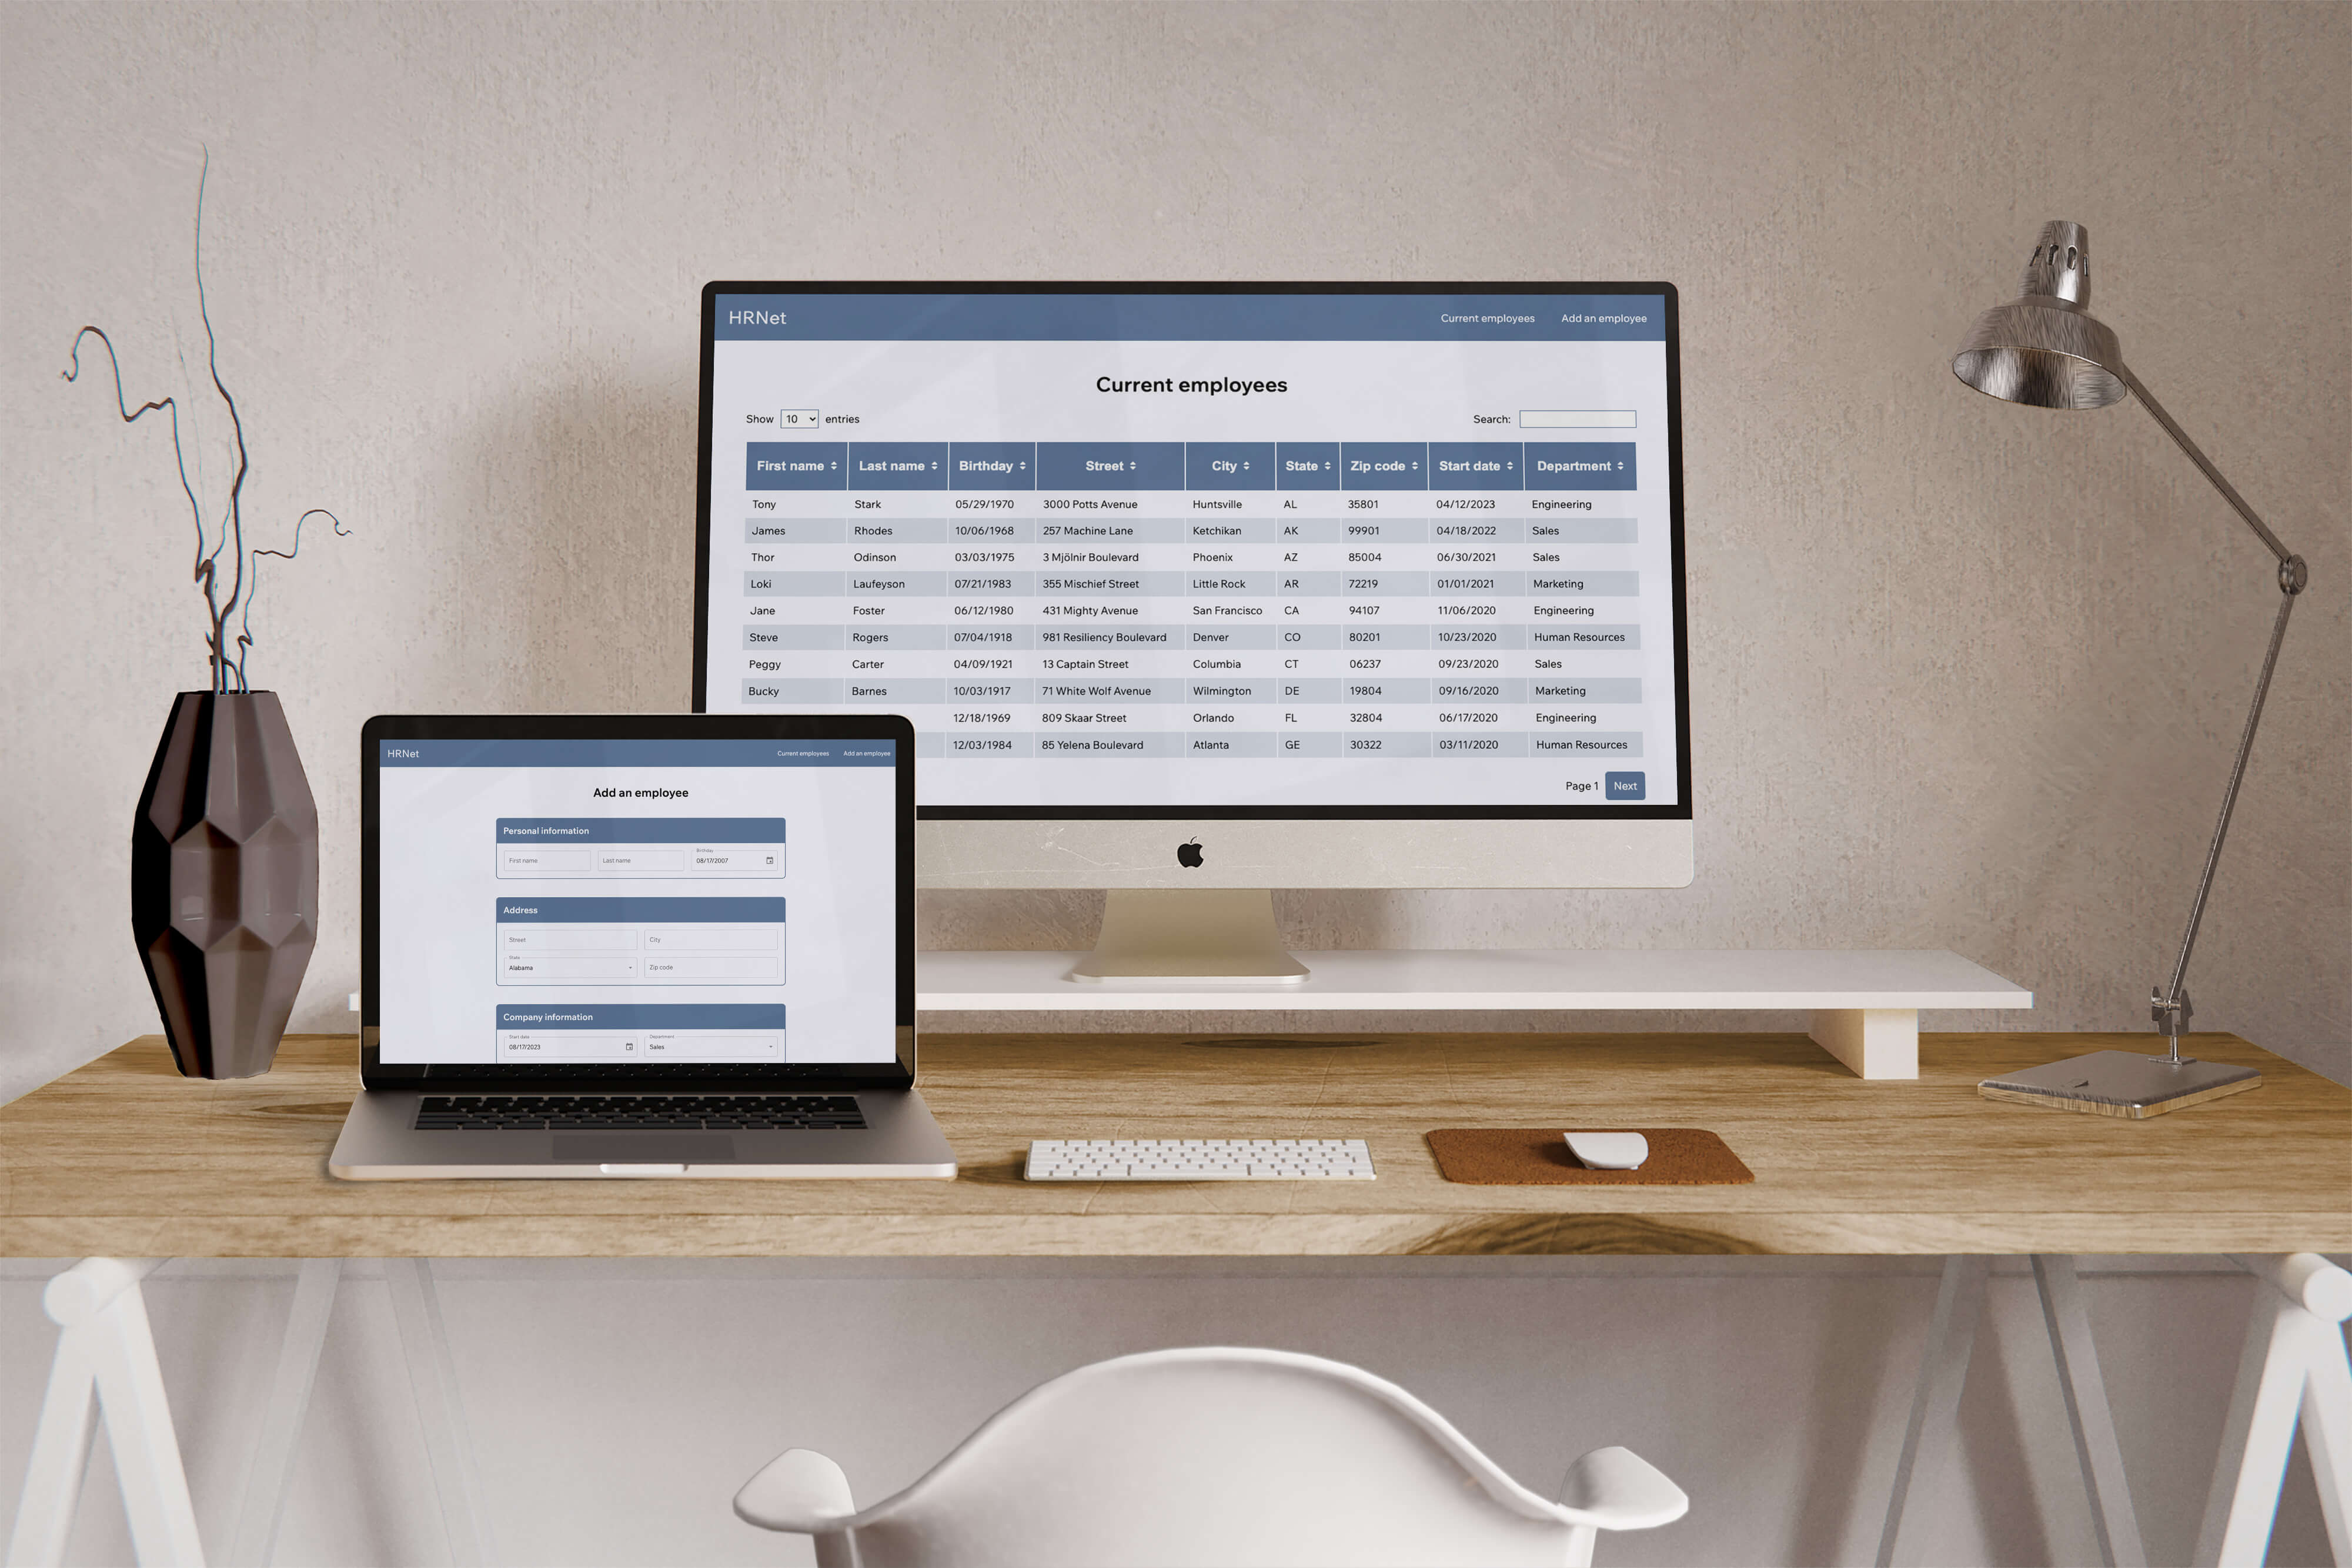 HRNet Current employees Add an employee
Current employees
Show 10 entries Search:
First name Last name Birthday Street City State Zip code Start date Department
Tony Stark 05/29/1970 3000 Potts Avenue Huntsville AL 35801 04/12/2023 Engineering
James Rhodes 10/06/1968 257 Machine Lane Ketchikan AK 99901 04/18/2022 Sales
Thor Odinson 03/03/1975 3 Mjölnir Boulevard Phoenix AZ 85004 06/30/2021 Sales
Loki Laufeyson 07/21/1983 355 Mischief Street Little Rock AR 72219 01/01/2021 Marketing
Jane Foster 06/12/1980 431 Mighty Avenue San Francisco CA 94107 11/06/2020 Engineering
Steve Rogers 07/04/1918 981 Resiliency Boulevard Denver CO 80201 10/23/2020 Human Resources
Peggy Carter 04/09/1921 13 Captain Street Columbia CT 06237 09/23/2020 Sales
Bucky Barnes 10/03/1917 71 White Wolf Avenue Wilmington DE 19804 09/16/2020 Marketing
12/18/1969 809 Skaar Street Orlando FL 32804 06/17/2020 Engineering
12/03/1984 85 Yelena Boulevard Atlanta GE 30322 03/11/2020 Human Resources
Page 1 Next
HRNet Current employees Add an employee
Add an employee
Personal information
Birthday
First name Last name 08/17/2007
Address
Street City
State
Alabama Zip code
Company information
Start date Department
08/17/2023 Sales